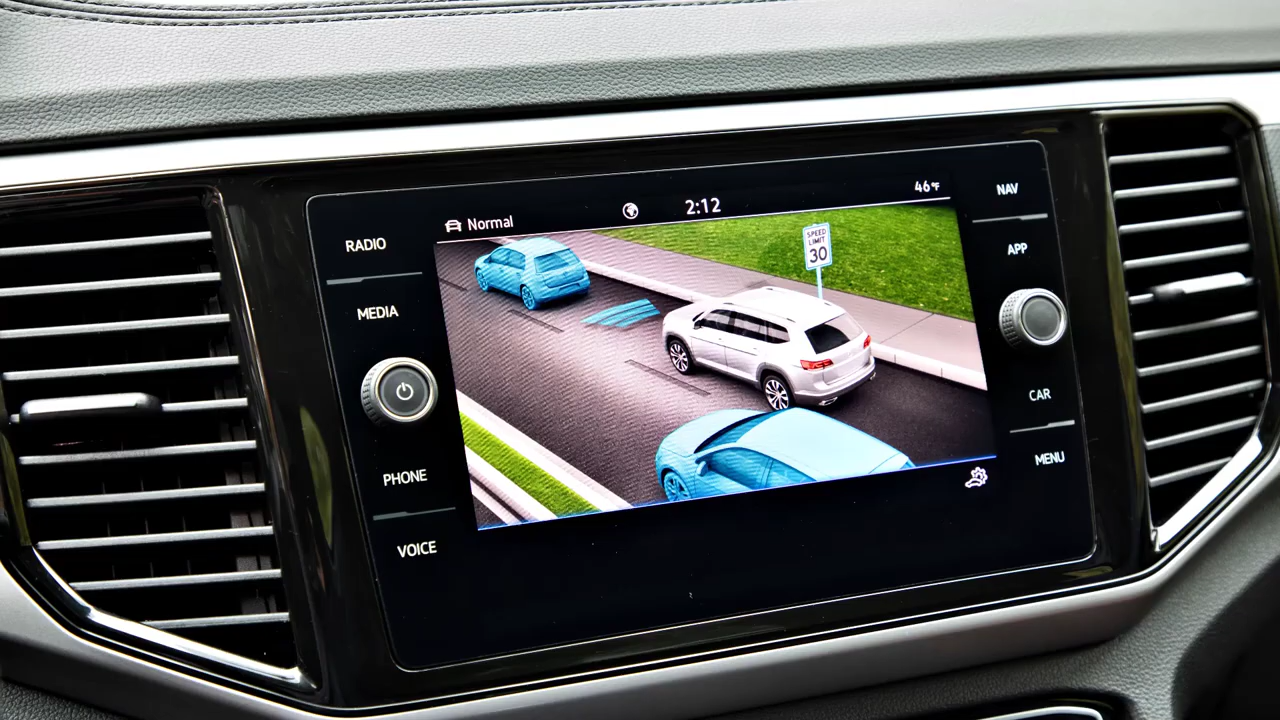 RADIO
MEDIA
PHONE
VOICE
Normal
2:12
46°F
SPEED
LIMIT
30
NAV
APP
CAR
MENU